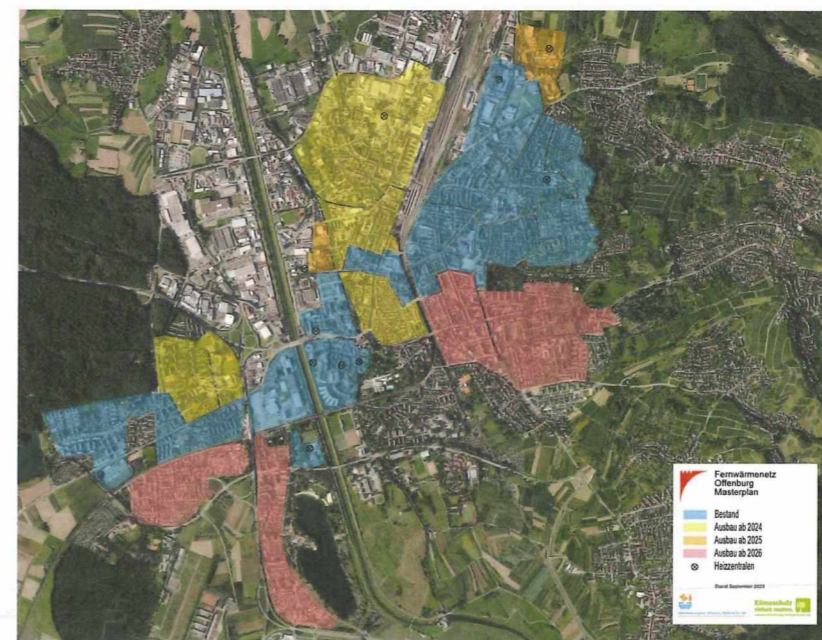 Fernwärmenetz
Offenburg
Masterplan
Bestand
Ausbau ab 2024
Ausbau ab 2025
Ausbau ab 2026
Heizzentralen
Stand September 2023
Klimaschutz